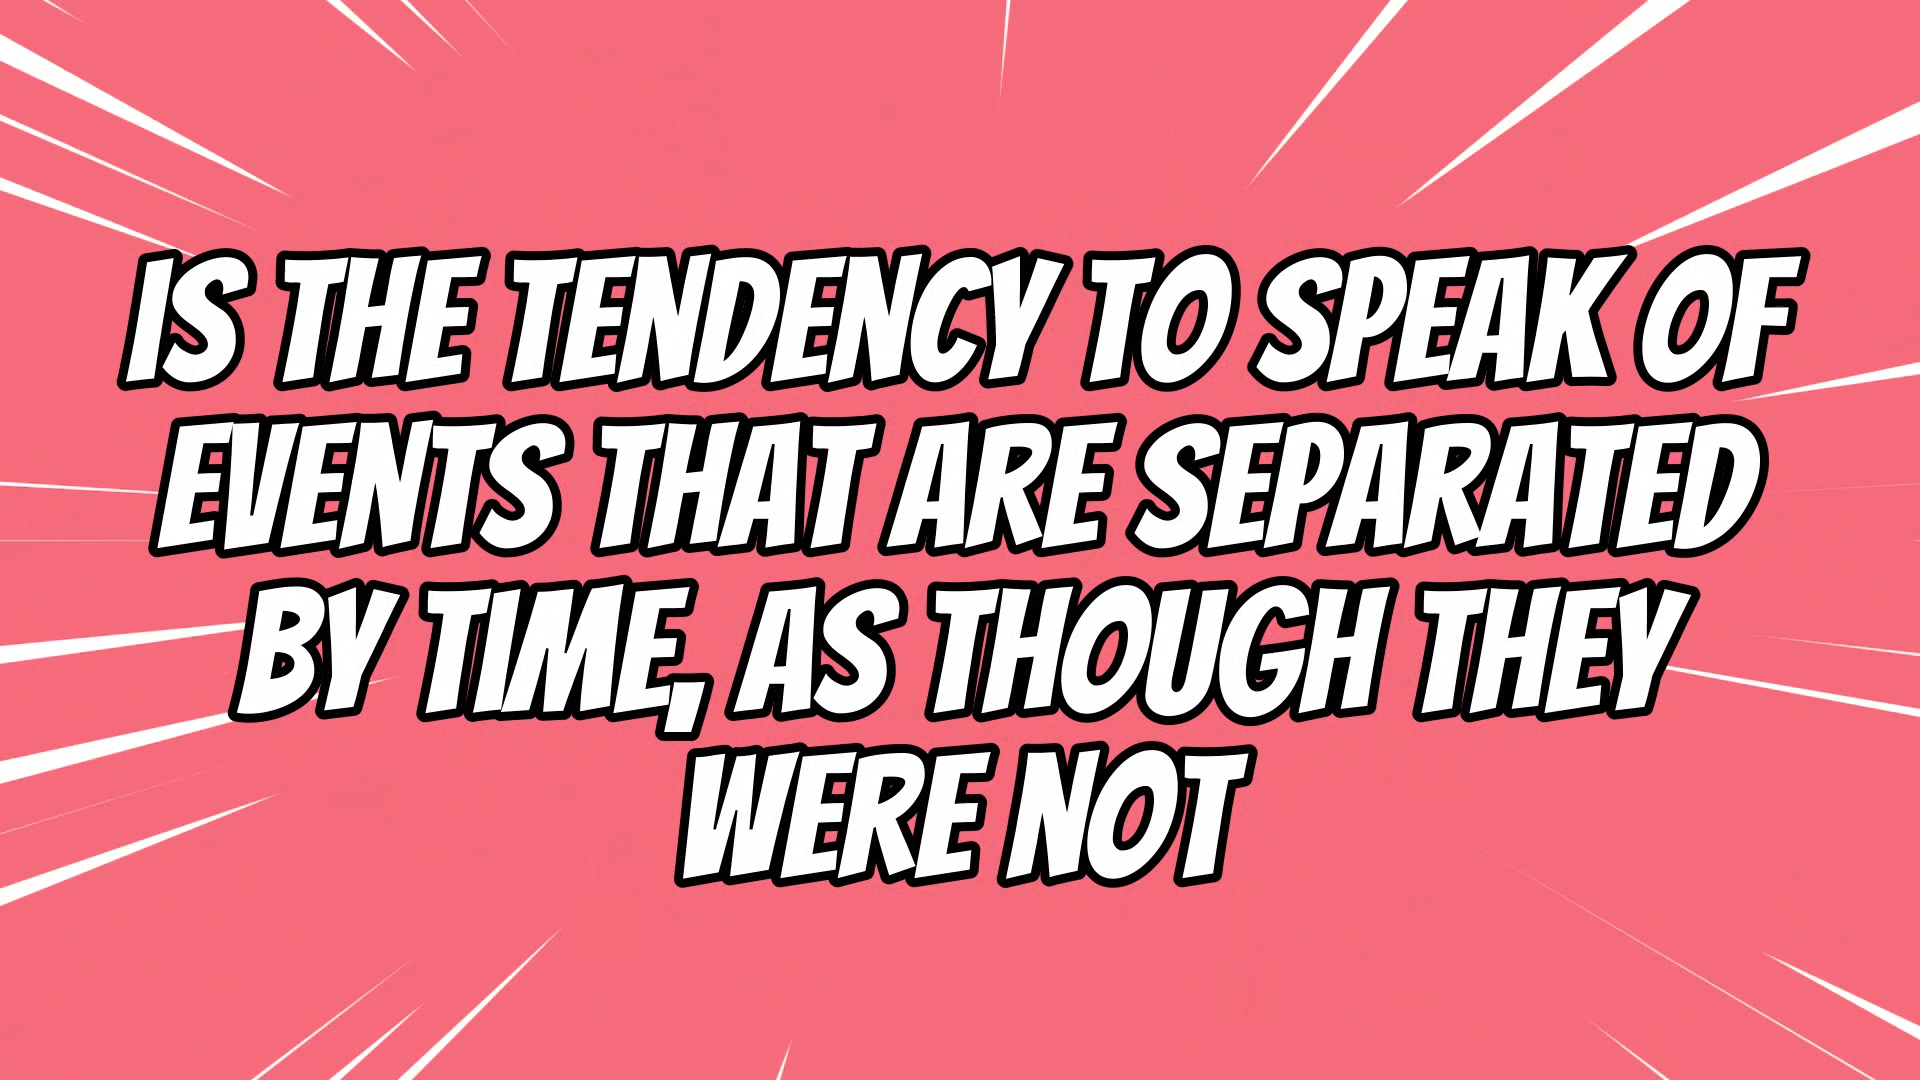 IS THE TENDENCY TO SPEAK OF
EVENTS THAT ARE SEPARATED
BY TIME, AS THOUGH THEY
WERE NOT